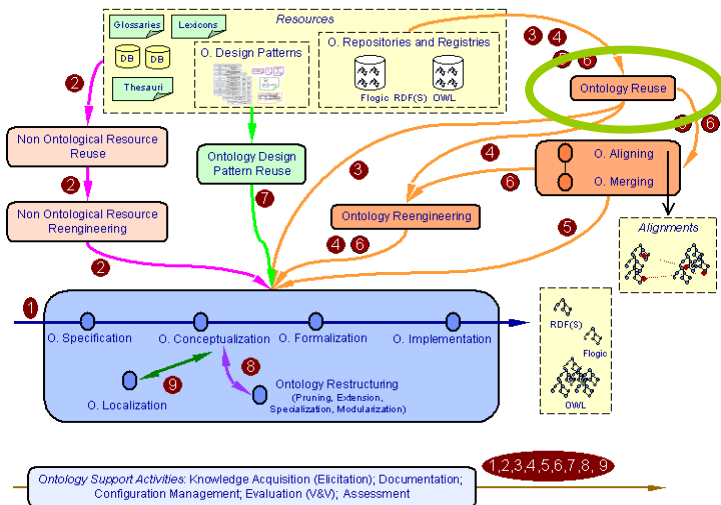 Resources
Glossaries
Lexicons
DB
DB
Thesauri
O. Design Patterns
O. Repositories and Registries
Flogic RDF(S) OWL
3
4
5
6
Ontology Reuse
2
Non Ontological Resource
Reuse
2
Non Ontological Resource
Reengineering
2
Ontology Design
Pattern Reuse
7
3
4
6
Ontology Reengineering
4
6
5
6
O. Aligning
O. Merging
5
Alignments
1
O. Specification
O. Conceptualization
O. Formalization
O. Implementation
9
8
O. Localization
Ontology Restructuring
(Pruning, Extension,
Specialization, Modularization)
RDF(S)
Flogic
OWL
1,2,3,4,5,6,7,8, 9
Ontology Support Activities: Knowledge Acquisition (Elicitation); Documentation;
Configuration Management; Evaluation (V&V); Assessment